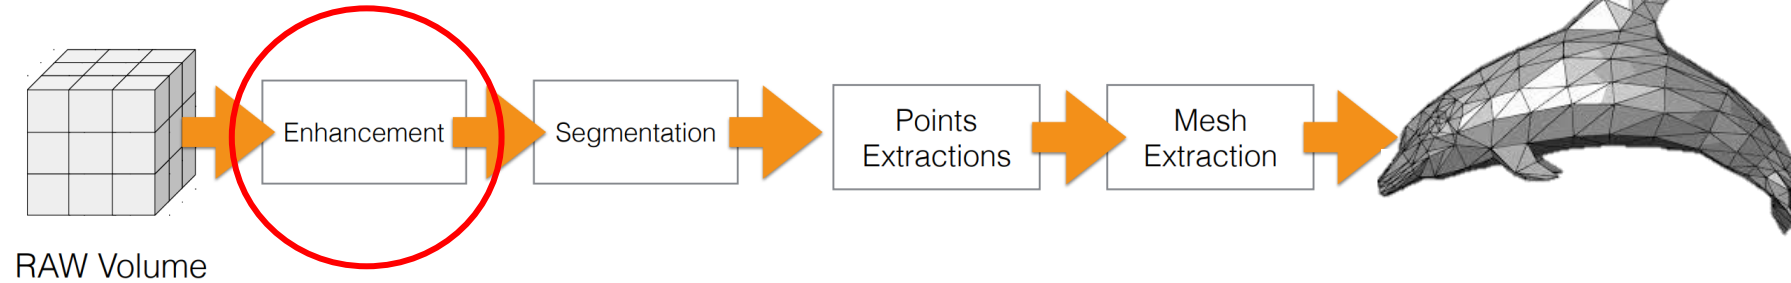 Enhancement
Segmentation
Points
Extractions
Mesh
Extraction
RAW Volume